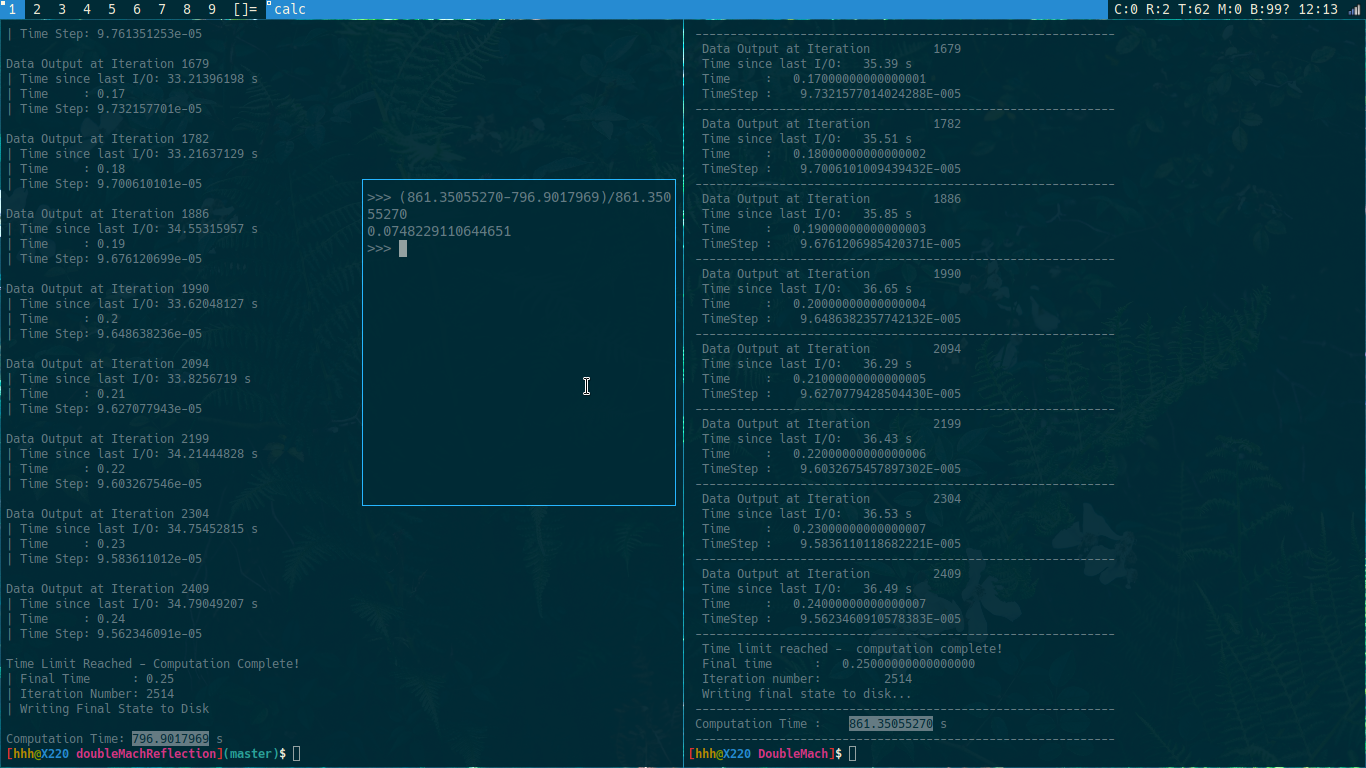 1 2 3 4 5 6 7 8 9 []= calc C:0 R:2 T:62 M:0 B:99? 12:13
| Time Step: 9.761351253e-05
Data Output at Iteration 1679
| Time since last I/O: 33.21396198 s
| Time     : 0.17
| Time Step: 9.732157701e-05
Data Output at Iteration 1782
| Time since last I/O: 33.21637129 s
| Time     : 0.18
| Time Step: 9.700610101e-05
Data Output at Iteration 1886
| Time since last I/O: 34.55315957 s
| Time     : 0.19
| Time Step: 9.676120699e-05
Data Output at Iteration 1990
| Time since last I/O: 33.62048127 s
| Time     : 0.2
| Time Step: 9.648638236e-05
Data Output at Iteration 2094
| Time since last I/O: 33.8256719 s
| Time     : 0.21
| Time Step: 9.627077943e-05
Data Output at Iteration 2199
| Time since last I/O: 34.21444828 s
| Time     : 0.22
| Time Step: 9.603267546e-05
Data Output at Iteration 2304
| Time since last I/O: 34.75452815 s
| Time     : 0.23
| Time Step: 9.583611012e-05
Data Output at Iteration 2409
| Time since last I/O: 34.79049207 s
| Time     : 0.24
| Time Step: 9.562346091e-05
Time Limit Reached - Computation Complete!
| Final Time      : 0.25
| Iteration Number: 2514
| Writing Final State to Disk
Computation Time: 796.9017969 s
[hhh@X220 doubleMachReflection](master)$
>>> (861.35055270-796.9017969)/861.350
55270
0.0748229110644651
>>>
Data Output at Iteration         1679
Time since last I/O:   35.39 s
Time     :   0.17000000000000001
TimeStep :    9.7321577014024288E-005
Data Output at Iteration         1782
Time since last I/O:   35.51 s
Time     :   0.18000000000000002
TimeStep :    9.7006101009439432E-005
Data Output at Iteration         1886
Time since last I/O:   35.85 s
Time     :   0.19000000000000003
TimeStep :    9.6761206985420371E-005
Data Output at Iteration         1990
Time since last I/O:   36.65 s
Time     :   0.20000000000000004
TimeStep :    9.6486382357742132E-005
Data Output at Iteration         2094
Time since last I/O:   36.29 s
Time     :   0.21000000000000005
TimeStep :    9.6270779428504430E-005
Data Output at Iteration         2199
Time since last I/O:   36.43 s
Time     :   0.22000000000000006
TimeStep :    9.6032675457897302E-005
Data Output at Iteration         2304
Time since last I/O:   36.53 s
Time     :   0.23000000000000007
TimeStep :    9.5836110118682221E-005
Data Output at Iteration         2409
Time since last I/O:   36.49 s
Time     :   0.24000000000000007
TimeStep :    9.5623460910578383E-005
Time limit reached -  computation complete!
Final time      :   0.25000000000000000
Iteration number:         2514
Writing final state to disk...
Computation Time :    861.35055270 s
[hhh@X220 DoubleMach]$